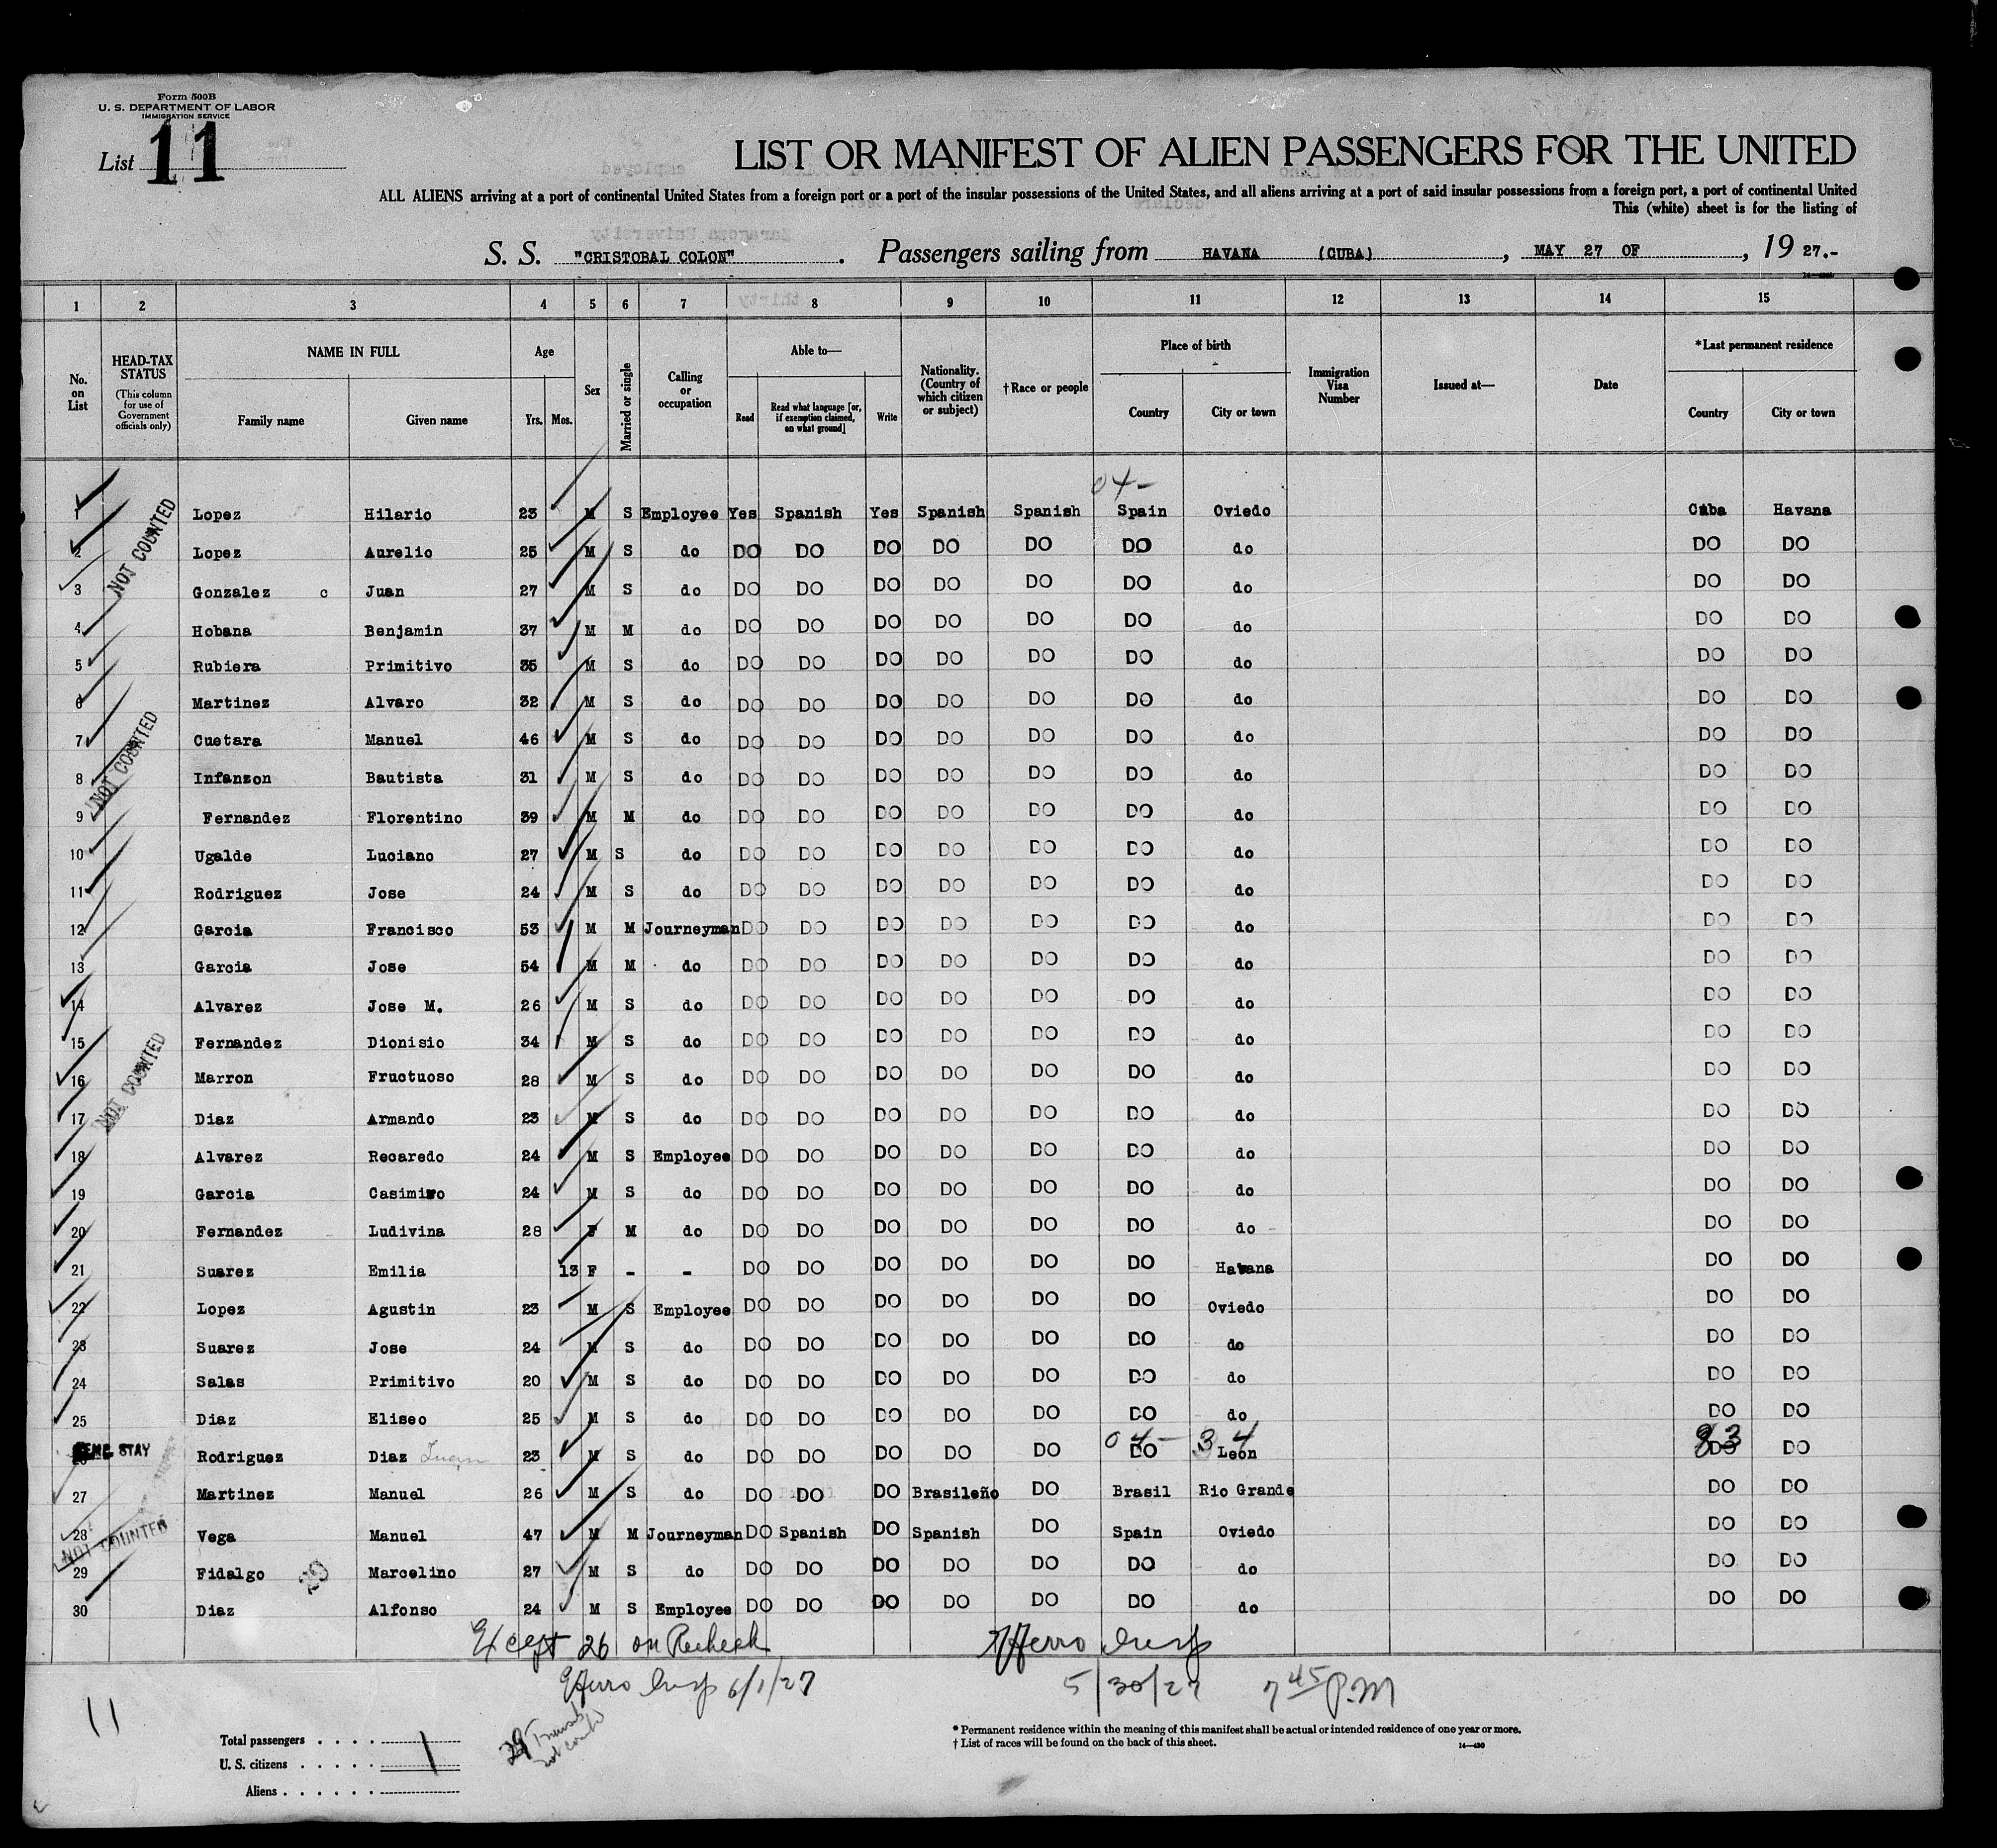 Form 500B
U. S. DEPARTMENT OF LABOR
IMMIGRATION SERVICE
List 11
LIST OR MANIFEST OF ALIEN PASSENGERS FOR THE UNITED
ALL ALIENS arriving at a port of continental United States from a foreign port or a port of the insular possessions of the United States, and all aliens arriving at a port of said insular possessions from a foreign port, a port of continental United
This (white) sheet is for the listing of
S. S. "CRISTOBAL COLON". Passengers sailing from HAVANA (CUBA), MAY 27 OF, 19 27.-
1 2 3 4 5 6 7 8 9 10 11 12 13 14 15
No. on List
HEAD-TAX STATUS (This column for use of Government officials only)
NAME IN FULL Family name Given name
Age Yrs. Mos.
Sex
Married or single
Calling or occupation
Able to— Read Read what language [or, if exemption claimed, on what ground] Write
Nationality. (Country of which citizen or subject)
† Race or people
Place of birth Country City or town
Immigration Visa Number
Issued at—
Date
*Last permanent residence Country City or town
04-
NOT COUNTED
1 Lopez Hilario 23 M S Employee Yes Spanish Yes Spanish Spanish Spain Oviedo Cuba Havana
2 Lopez Aurelio 25 M S do DO DO DO DO DO DO do DO DO
3 Gonzalez c Juan 27 M S do DO DO DO DO DO DO do DO DO
4 Hobana Benjamin 37 M M do DO DO DO DO DO DO do DO DO
5 Rubiera Primitivo 35 M S do DO DO DO DO DO DO do DO DO
6 Martinez Alvaro 32 M S do DO DO DO DO DO DO do DO DO
NOT COUNTED
7 Cuetara Manuel 46 M S do DO DO DO DO DO DO do DO DO
8 Infanzon Bautista 31 M S do DO DO DO DO DO DO do DO DO
9 Fernandez Florentino 39 M M do DO DO DO DO DO DO do DO DO
10 Ugalde Luciano 27 M S do DO DO DO DO DO DO do DO DO
11 Rodriguez Jose 24 M S do DO DO DO DO DO DO do DO DO
12 Garcia Francisco 53 M M Journeyman DO DO DO DO DO DO do DO DO
13 Garcia Jose 54 M M do DO DO DO DO DO DO do DO DO
14 Alvarez Jose M. 26 M S do DO DO DO DO DO DO do DO DO
15 Fernandez Dionisio 34 M S do DO DO DO DO DO DO do DO DO
NOT COUNTED
16 Marron Fructuoso 28 M S do DO DO DO DO DO DO do DO DO
17 Diaz Armando 23 M S do DO DO DO DO DO DO do DO DO
18 Alvarez Recaredo 24 M S Employee DO DO DO DO DO DO do DO DO
19 Garcia Casimiro 24 M S do DO DO DO DO DO DO do DO DO
20 Fernandez Ludivina 28 F M do DO DO DO DO DO DO do DO DO
21 Suarez Emilia 13 F - - DO DO DO DO DO DO Havana DO DO
22 Lopez Agustin 23 M S Employee DO DO DO DO DO DO Oviedo DO DO
23 Suarez Jose 24 M S do DO DO DO DO DO DO do DO DO
24 Salas Primitivo 20 M S do DO DO DO DO DO DO do DO DO
25 Diaz Eliseo 25 M S do DO DO DO DO DO DO do DO DO
04- 34 83
STAY Rodriguez Diaz Juan 23 M S do DO DO DO DO DO DO Leon DO DO
27 Martinez Manuel 26 M S do DO DO DO Brasileño DO Brasil Rio Grande DO DO
28 Vega Manuel 47 M M Journeyman DO Spanish DO Spanish DO Spain Oviedo DO DO
NOT COUNTED
29 Fidalgo Marcelino 27 M S do DO DO DO DO DO DO do DO DO
30 Diaz Alfonso 24 M S Employee DO DO DO DO DO DO do DO DO
Except 26 on Recheck
6/1/27
5/30/27 7 45 P.M
11
Total passengers . . . .
U. S. citizens . . . . . 1
Aliens . . . . . .
29 not
* Permanent residence within the meaning of this manifest shall be actual or intended residence of one year or more.
† List of races will be found on the back of this sheet.